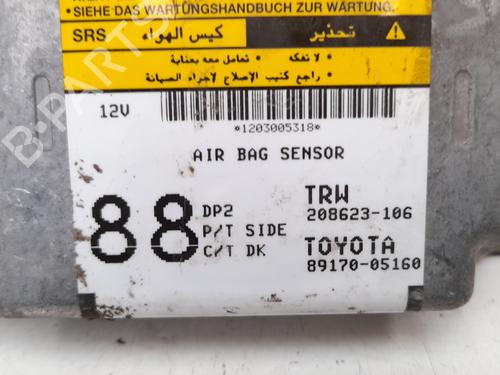 • SIEHE DAS WARTUNGSHANDBUCH ZUR WARTUNG.
SRS كيس الهواء تحذير
• لا تفكه • تعامل معه بعناية
• راجع كتيب الإصلاح لاجراء الصيانة
12V
*1203005318*
AIR BAG SENSOR
88
DP2
P/T SIDE
C/T DK
TRW
208623-106
TOYOTA
89170-05160
B-PARTS